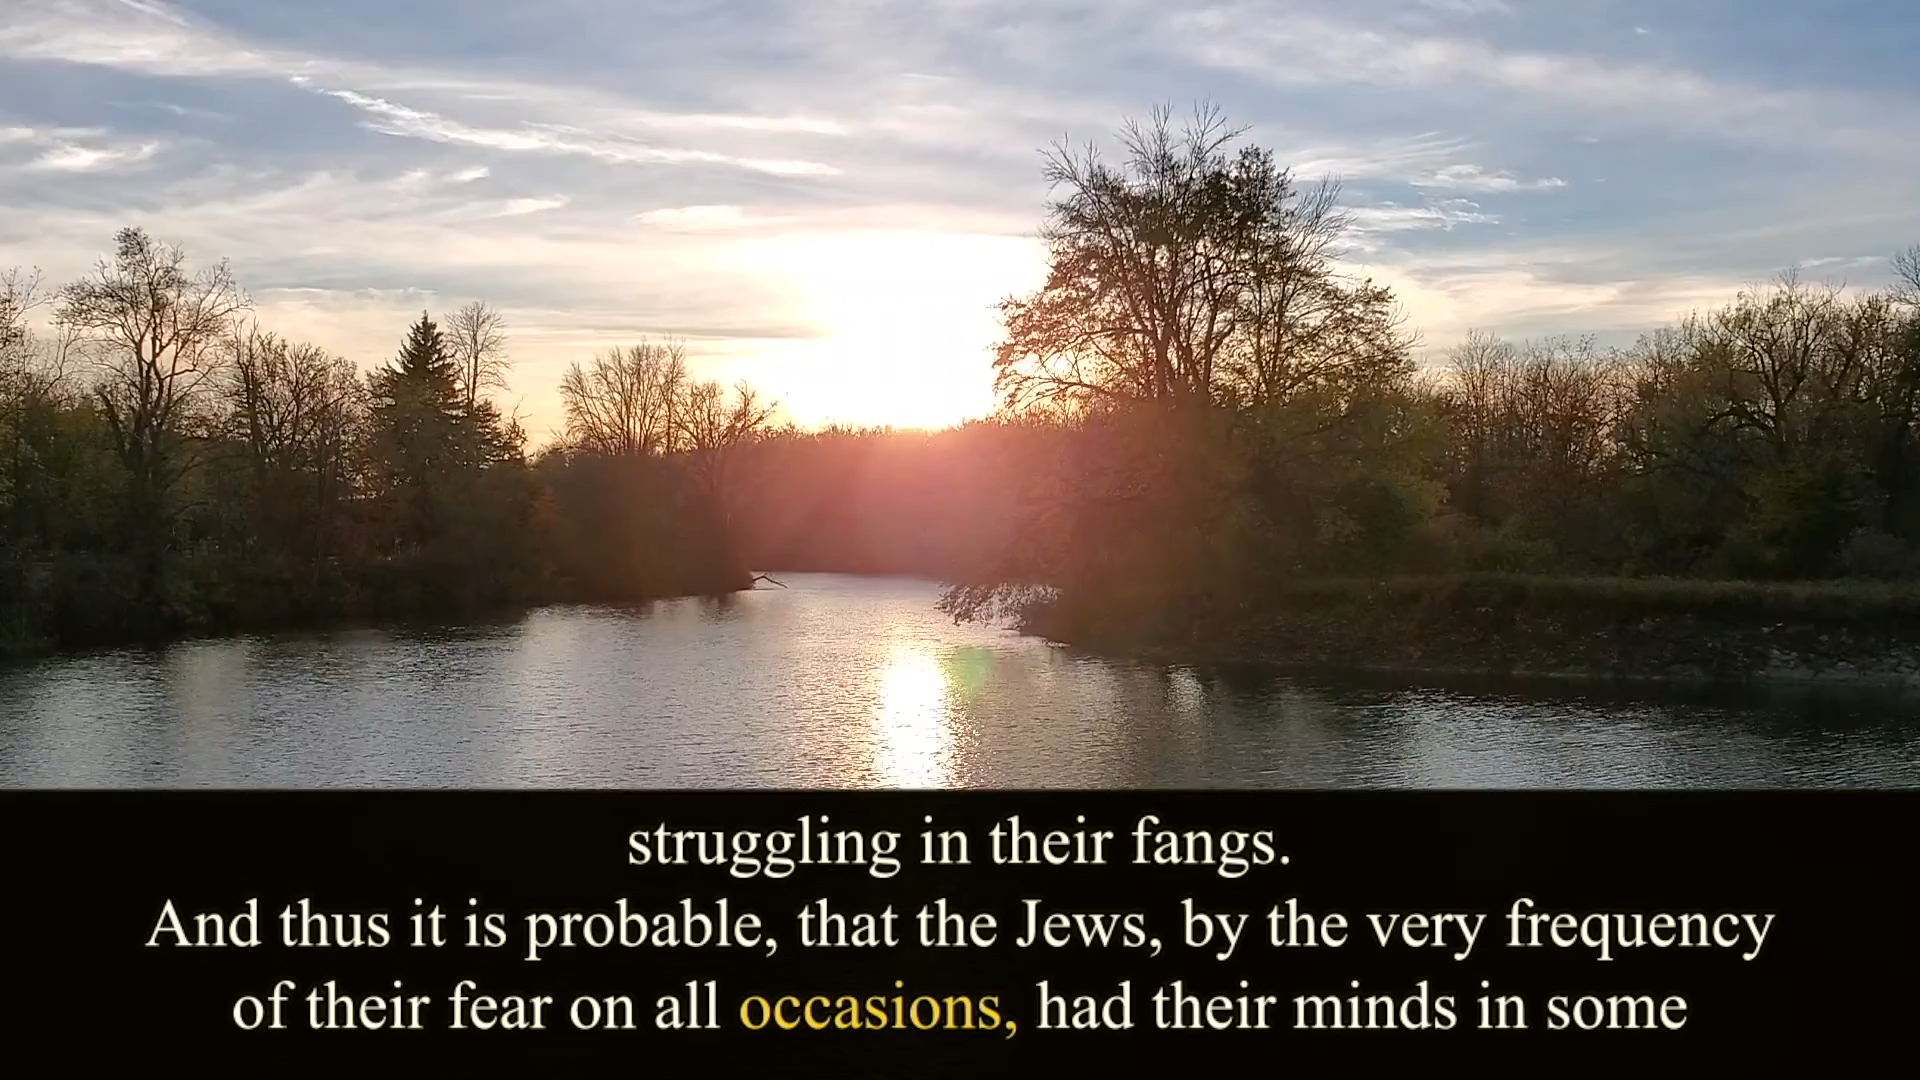 struggling in their fangs.
And thus it is probable, that the Jews, by the very frequency
of their fear on all occasions, had their minds in some